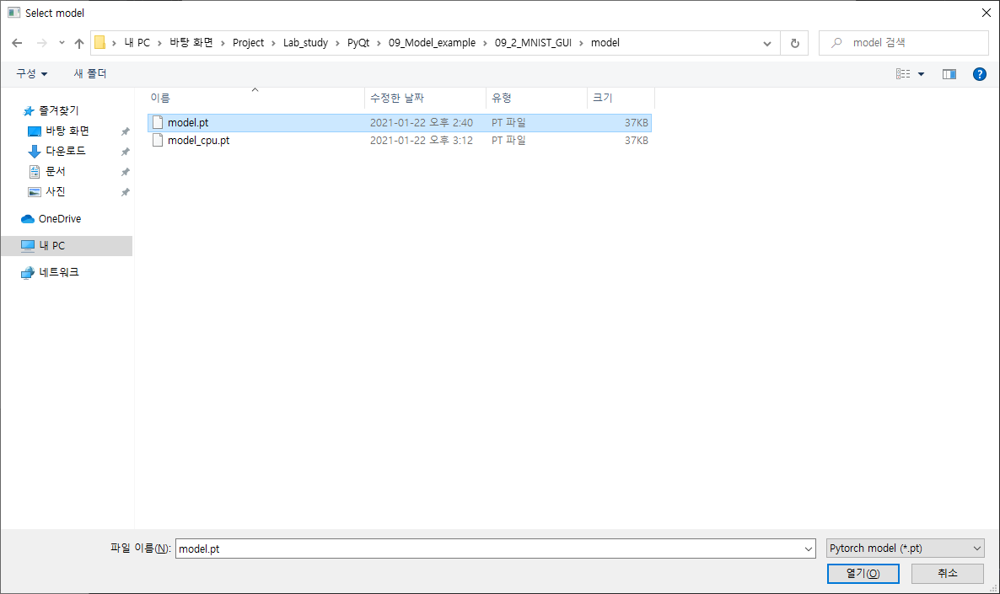 Select model
내 PC > 바탕 화면 > Project > Lab_study > PyQt > 09_Model_example > 09_2_MNIST_GUI > model
model 검색
구성
새 폴더
이름 수정한 날짜 유형 크기
model.pt 2021-01-22 오후 2:40 PT 파일 37KB
model_cpu.pt 2021-01-22 오후 3:12 PT 파일 37KB
즐겨찾기
바탕 화면
다운로드
문서
사진
OneDrive
내 PC
네트워크
파일 이름(N): model.pt
Pytorch model (*.pt)
열기(O) 취소